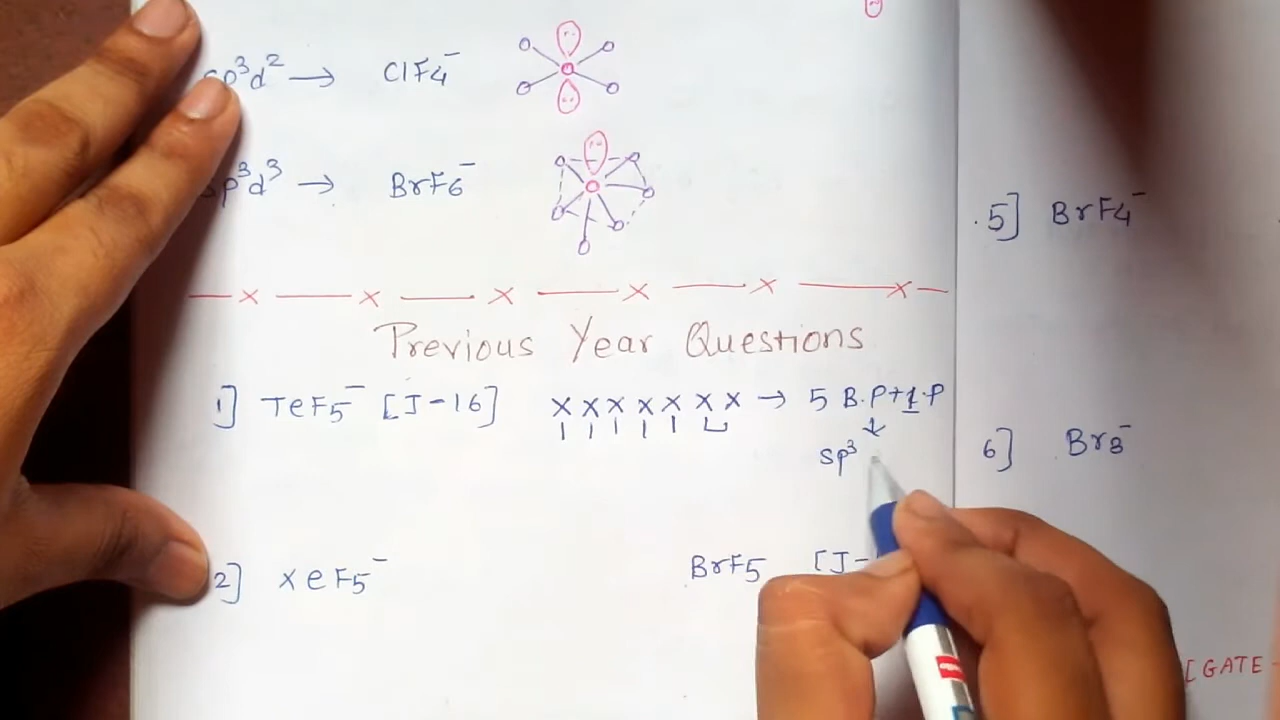 sp³d² → ClF₄⁻
sp³d³ → BrF₆⁻
Previous Year Questions
1] TeF₅⁻ [J-16] x x x x x x x → 5 B.P + 1 l.P
↓
sp³
2] XeF₅⁻
BrF₅ [J-
5] BrF₄⁻
6] Br₃⁻
[GATE-